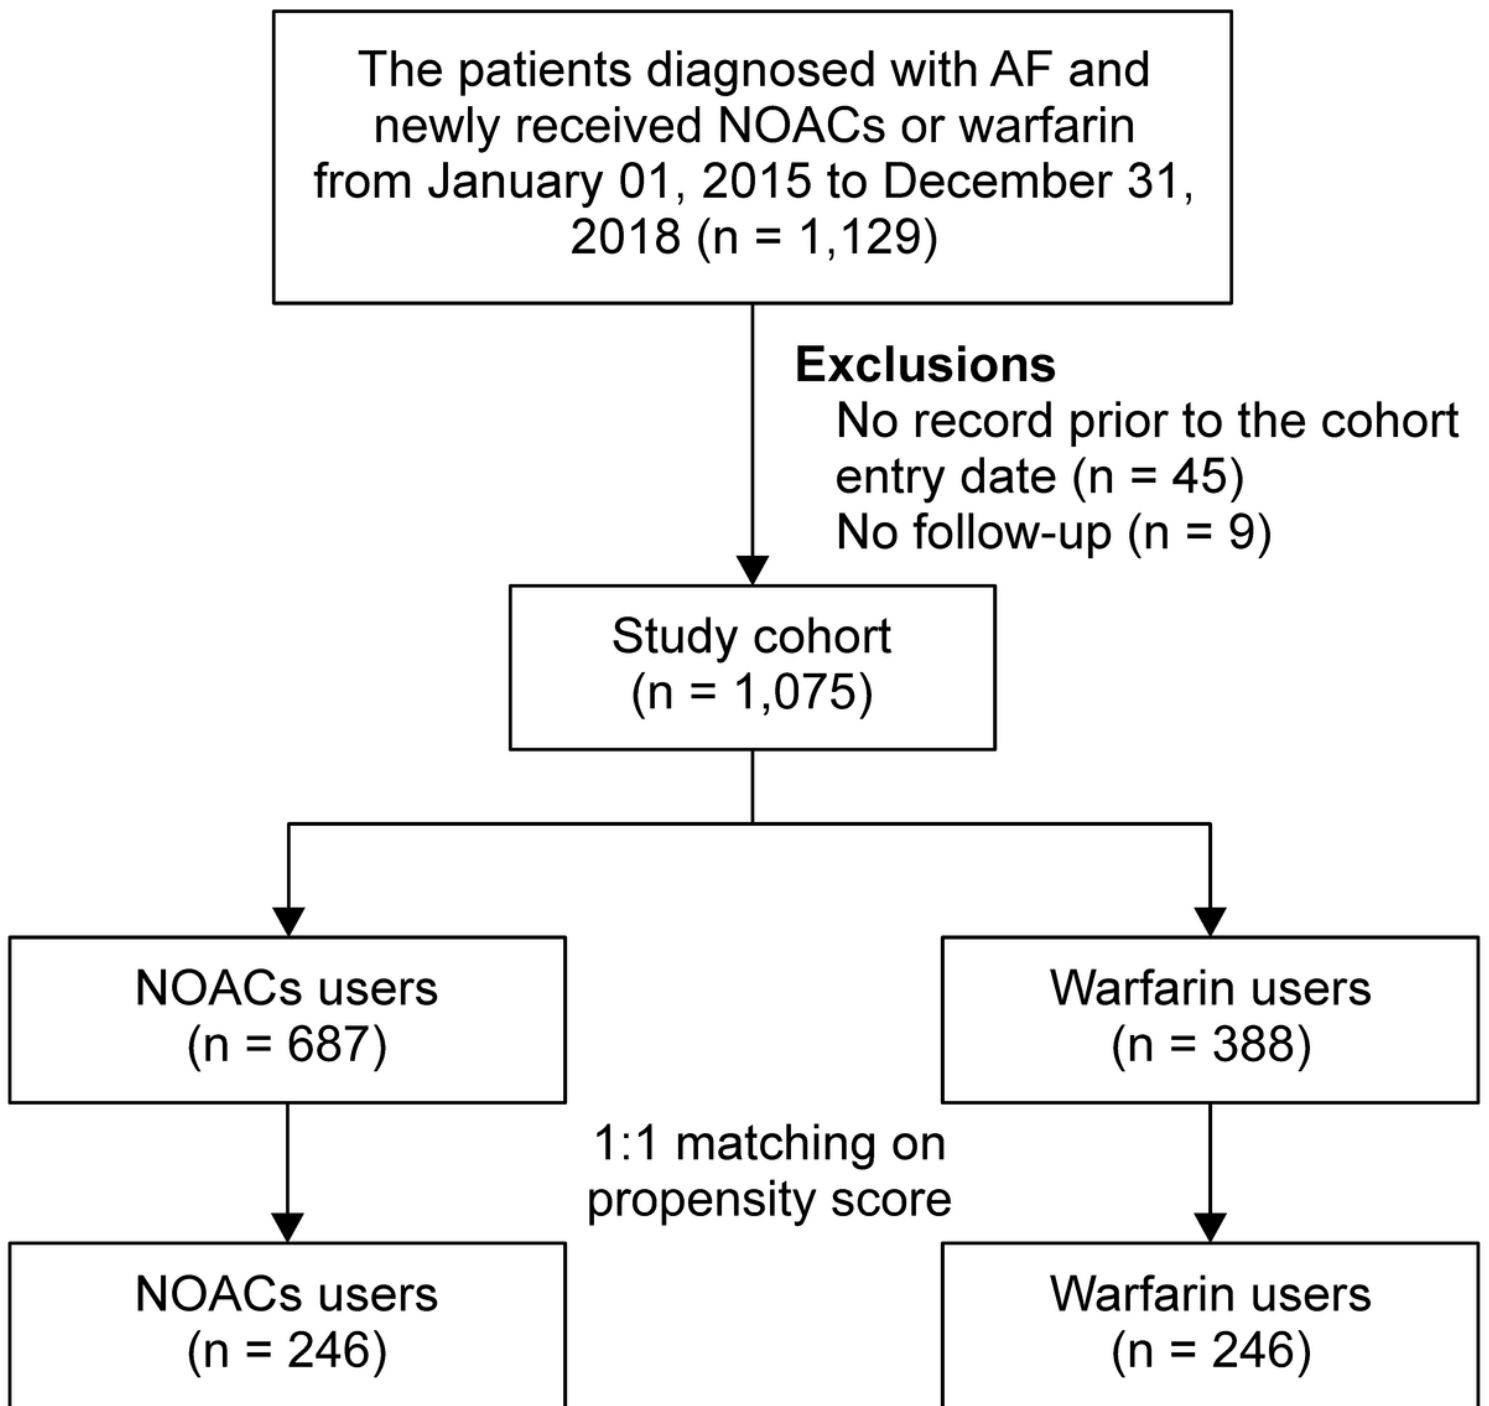 The patients diagnosed with AF and
newly received NOACs or warfarin
from January 01, 2015 to December 31,
2018 (n = 1,129)
Exclusions
No record prior to the cohort
entry date (n = 45)
No follow-up (n = 9)
Study cohort
(n = 1,075)
NOACs users
(n = 687)
Warfarin users
(n = 388)
1:1 matching on
propensity score
NOACs users
(n = 246)
Warfarin users
(n = 246)